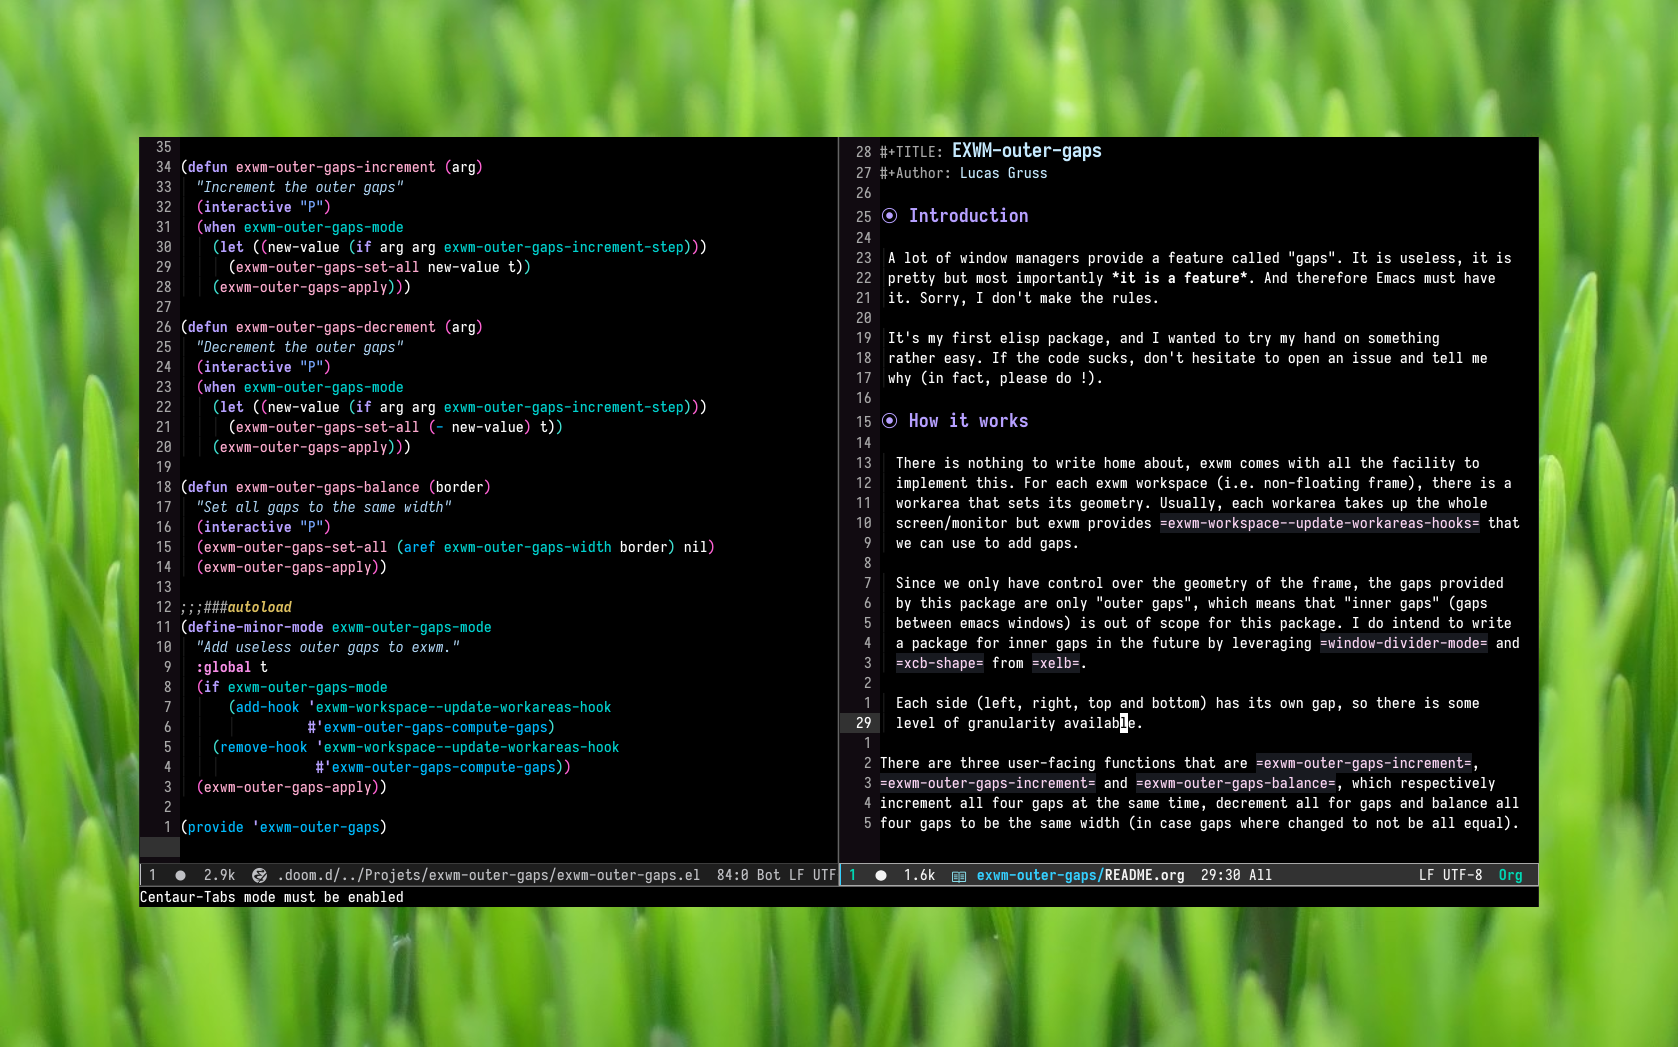 35
34 (defun exwm-outer-gaps-increment (arg)
33 "Increment the outer gaps"
32 (interactive "P")
31 (when exwm-outer-gaps-mode
30 (let ((new-value (if arg arg exwm-outer-gaps-increment-step)))
29 (exwm-outer-gaps-set-all new-value t))
28 (exwm-outer-gaps-apply)))
27
26 (defun exwm-outer-gaps-decrement (arg)
25 "Decrement the outer gaps"
24 (interactive "P")
23 (when exwm-outer-gaps-mode
22 (let ((new-value (if arg arg exwm-outer-gaps-increment-step)))
21 (exwm-outer-gaps-set-all (- new-value) t))
20 (exwm-outer-gaps-apply)))
19
18 (defun exwm-outer-gaps-balance (border)
17 "Set all gaps to the same width"
16 (interactive "P")
15 (exwm-outer-gaps-set-all (aref exwm-outer-gaps-width border) nil)
14 (exwm-outer-gaps-apply))
13
12 ;;;###autoload
11 (define-minor-mode exwm-outer-gaps-mode
10 "Add useless outer gaps to exwm."
9 :global t
8 (if exwm-outer-gaps-mode
7 (add-hook 'exwm-workspace--update-workareas-hook
6 #'exwm-outer-gaps-compute-gaps)
5 (remove-hook 'exwm-workspace--update-workareas-hook
4 #'exwm-outer-gaps-compute-gaps))
3 (exwm-outer-gaps-apply))
2
1 (provide 'exwm-outer-gaps)
1 ● 2.9k .doom.d/../Projets/exwm-outer-gaps/exwm-outer-gaps.el 84:0 Bot LF UTF
28 #+TITLE: EXWM-outer-gaps
27 #+Author: Lucas Gruss
26
25 Introduction
24
23 A lot of window managers provide a feature called "gaps". It is useless, it is
22 pretty but most importantly *it is a feature*. And therefore Emacs must have
21 it. Sorry, I don't make the rules.
20
19 It's my first elisp package, and I wanted to try my hand on something
18 rather easy. If the code sucks, don't hesitate to open an issue and tell me
17 why (in fact, please do !).
16
15 How it works
14
13 There is nothing to write home about, exwm comes with all the facility to
12 implement this. For each exwm workspace (i.e. non-floating frame), there is a
11 workarea that sets its geometry. Usually, each workarea takes up the whole
10 screen/monitor but exwm provides =exwm-workspace--update-workareas-hooks= that
9 we can use to add gaps.
8
7 Since we only have control over the geometry of the frame, the gaps provided
6 by this package are only "outer gaps", which means that "inner gaps" (gaps
5 between emacs windows) is out of scope for this package. I do intend to write
4 a package for inner gaps in the future by leveraging =window-divider-mode= and
3 =xcb-shape= from =xelb=.
2
1 Each side (left, right, top and bottom) has its own gap, so there is some
29 level of granularity available.
1
2 There are three user-facing functions that are =exwm-outer-gaps-increment=,
3 =exwm-outer-gaps-increment= and =exwm-outer-gaps-balance=, which respectively
4 increment all four gaps at the same time, decrement all for gaps and balance all
5 four gaps to be the same width (in case gaps where changed to not be all equal).
1 ● 1.6k exwm-outer-gaps/README.org 29:30 All LF UTF-8 Org
Centaur-Tabs mode must be enabled